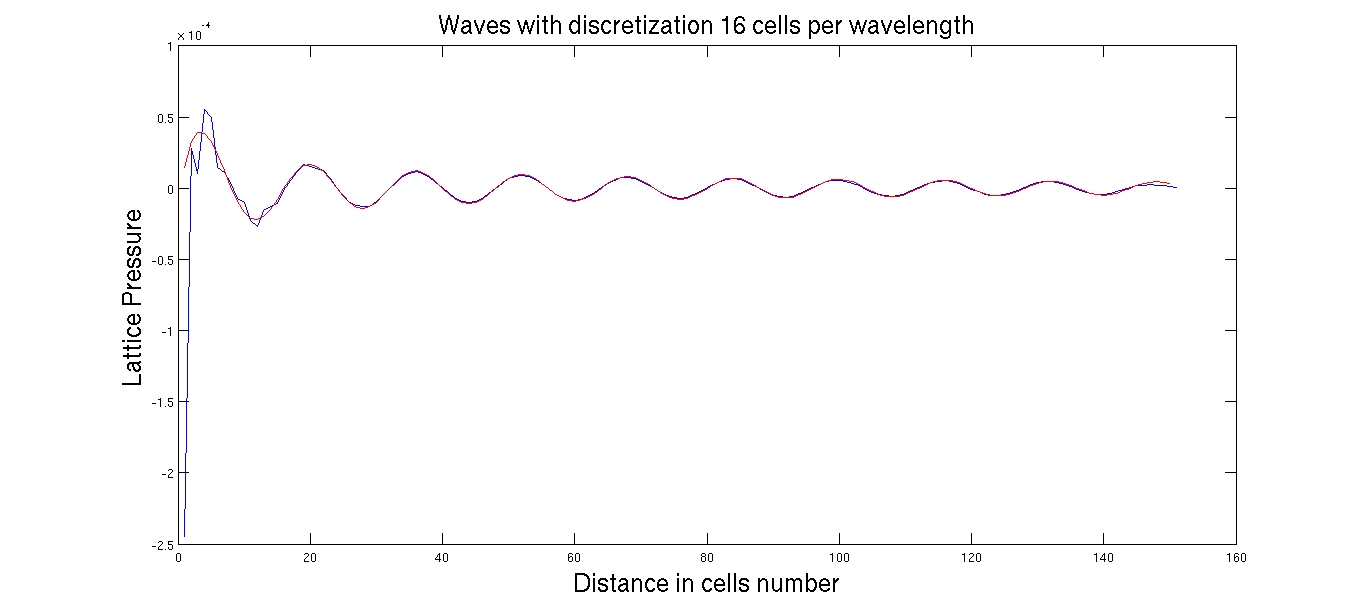 Waves with discretization 16 cells per wavelength
×10⁻⁴
1
0.5
0
-0.5
-1
-1.5
-2
-2.5
Lattice Pressure
0 20 40 60 80 100 120 140 160
Distance in cells number